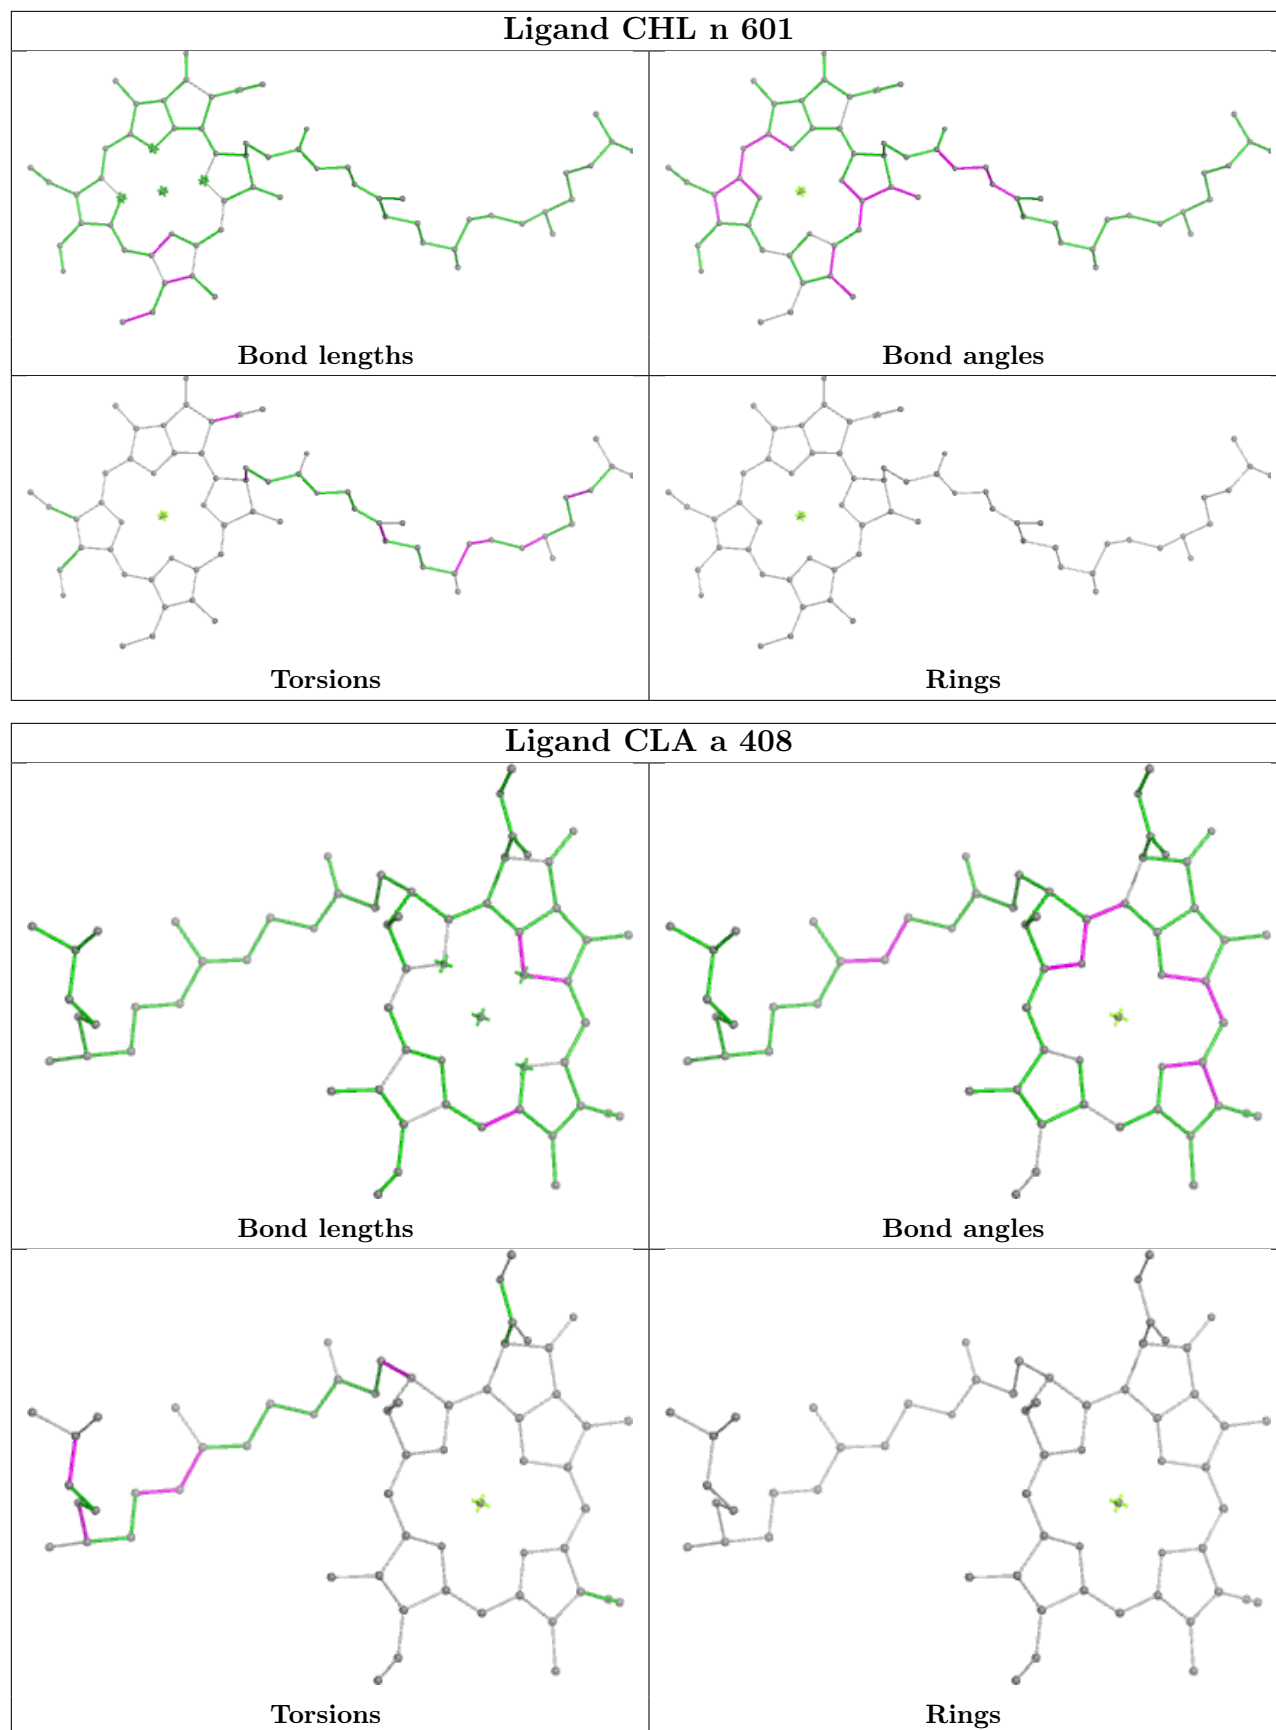 Ligand CHL n 601
Bond lengths
Bond angles
Torsions
Rings
Ligand CLA a 408
Bond lengths
Bond angles
Torsions
Rings